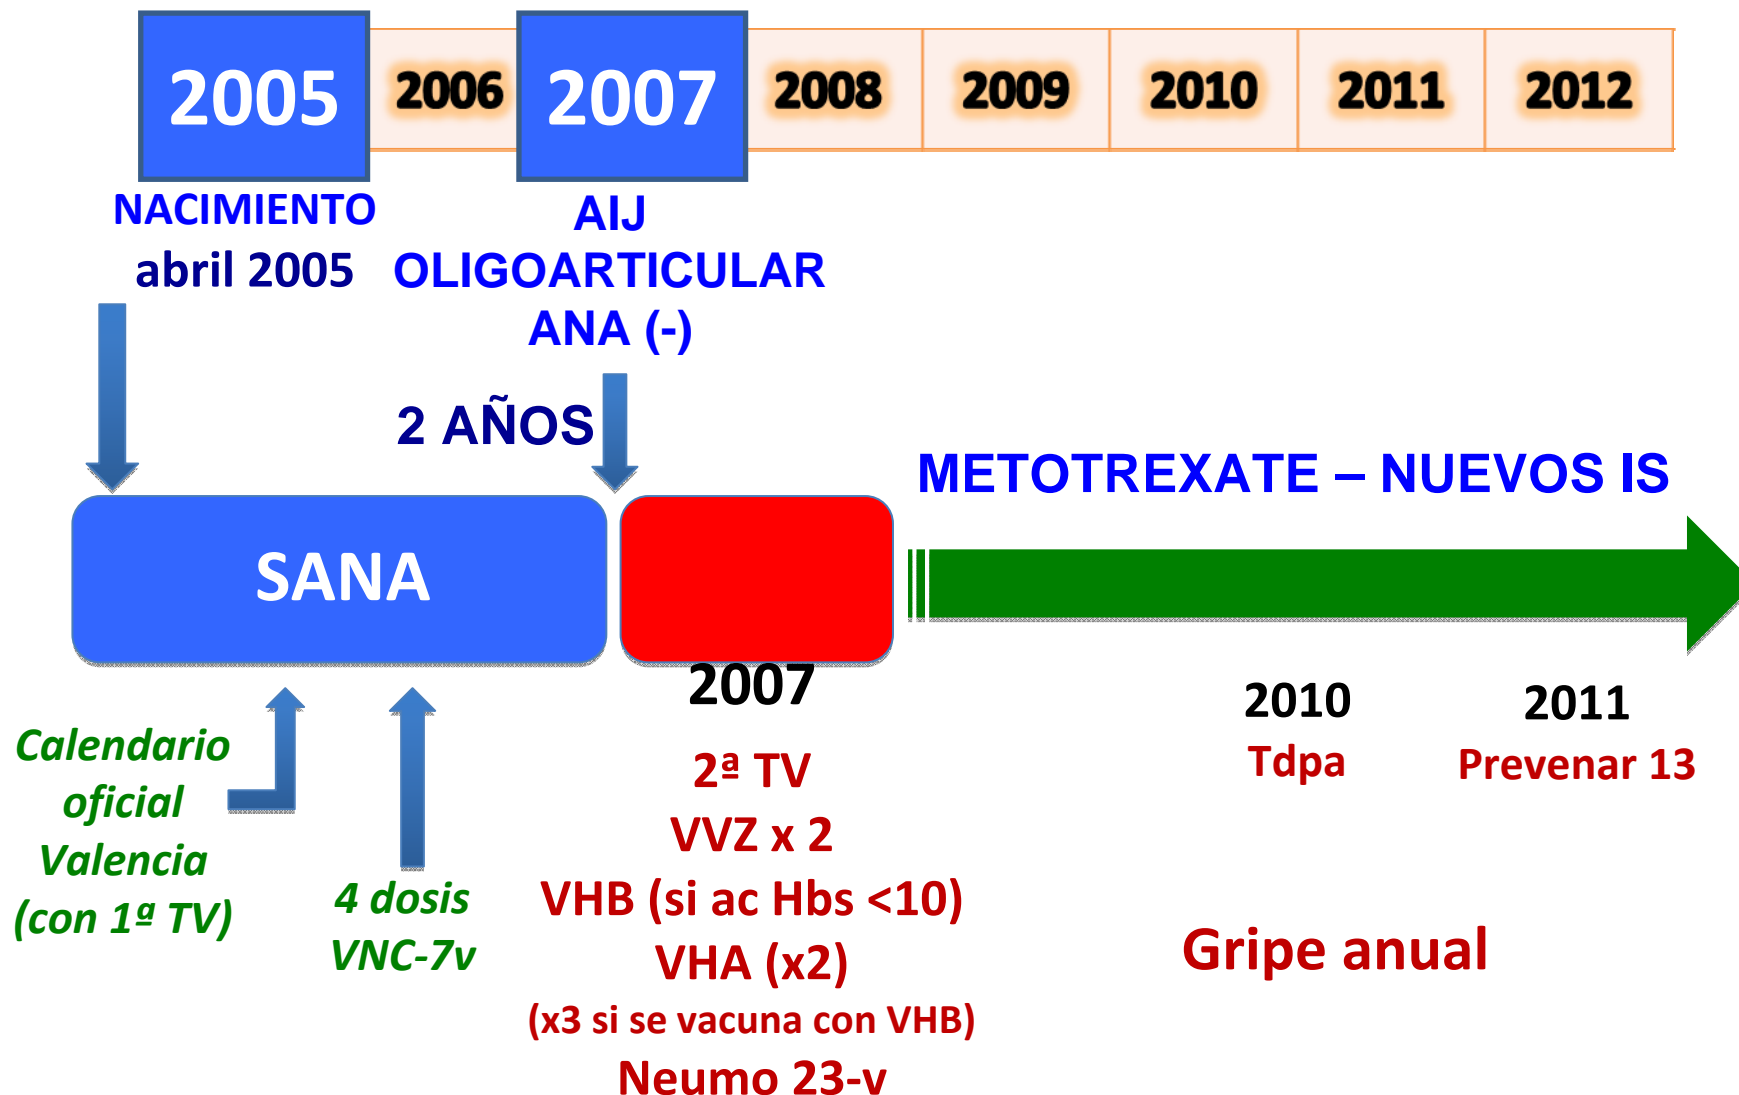 2005
2006
2007
2008
2009
2010
2011
2012
NACIMIENTO
abril 2005
AIJ
OLIGOARTICULAR
ANA (-)
2 AÑOS
METOTREXATE – NUEVOS IS
SANA
Calendario
oficial
Valencia
(con 1ª TV)
4 dosis
VNC-7v
2007
2ª TV
VVZ x 2
VHB (si ac Hbs <10)
VHA (x2)
(x3 si se vacuna con VHB)
Neumo 23-v
2010
Tdpa
2011
Prevenar 13
Gripe anual